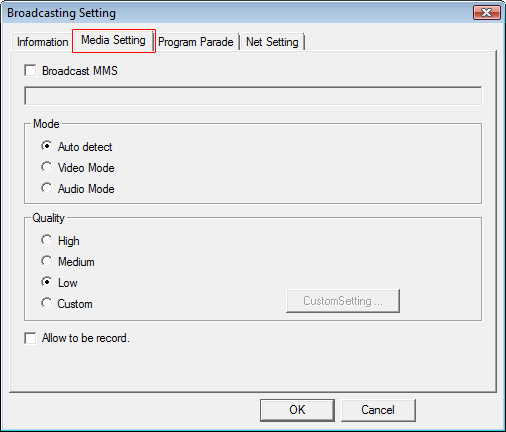 Broadcasting Setting
Information Media Setting Program Parade Net Setting
Broadcast MMS
Mode
Auto detect
Video Mode
Audio Mode
Quality
High
Medium
Low
Custom CustomSetting ...
Allow to be record.
OK Cancel